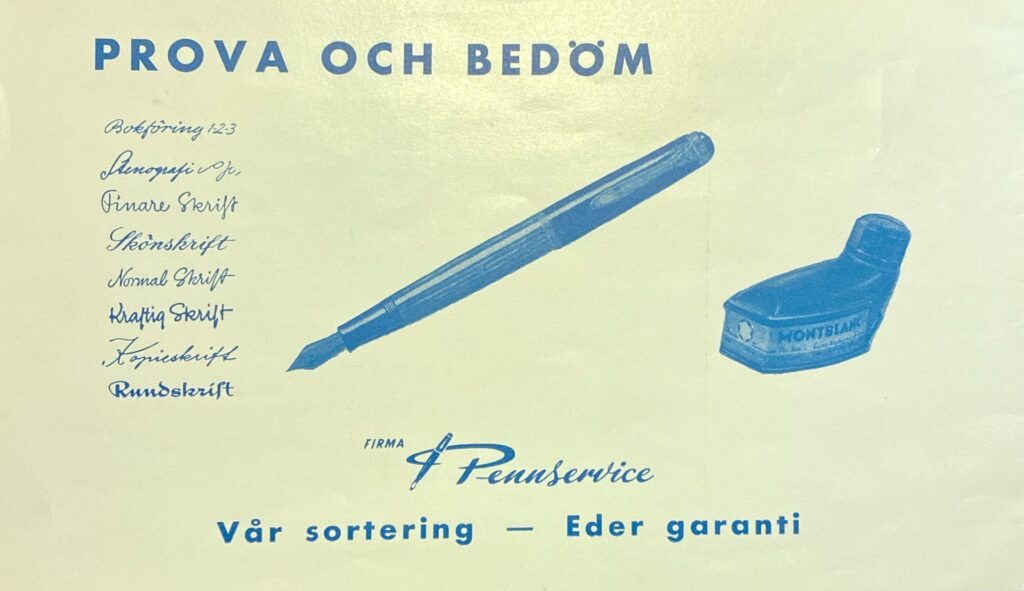 PROVA OCH BEDÖM
Bokföring 1-2-3
Stenografi
Finare Skrift
Skönskrift
Normal Skrift
Kraftig Skrift
Kopieskrift
Rundskrift
MONTBLANC
FIRMA Pennservice
Vår sortering — Eder garanti